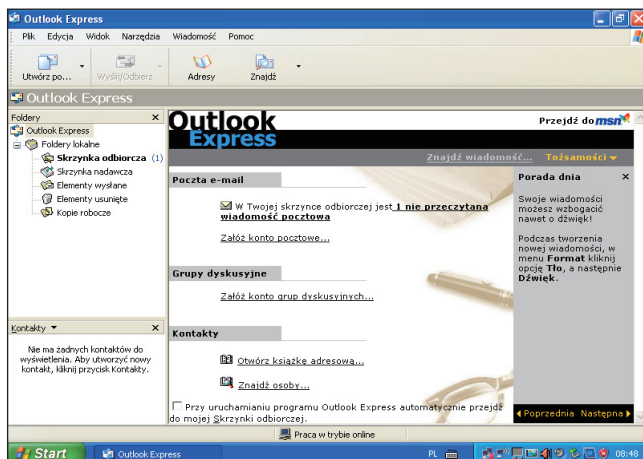 Outlook Express
Plik Edycja Widok Narzędzia Wiadomość Pomoc
Utwórz po... Wyślij/Odbierz Adresy Znajdź
Outlook Express
Foldery
Outlook Express
Foldery lokalne
Skrzynka odbiorcza (1)
Skrzynka nadawcza
Elementy wysłane
Elementy usunięte
Kopie robocze
Kontakty
Nie ma żadnych kontaktów do
wyświetlenia. Aby utworzyć nowy
kontakt, kliknij przycisk Kontakty.
Outlook
Express
Przejdź do msn
Znajdź wiadomość... Tożsamości
Poczta e-mail
W Twojej skrzynce odbiorczej jest 1 nie przeczytana
wiadomość pocztowa
Załóż konto pocztowe...
Grupy dyskusyjne
Załóż konto grup dyskusyjnych...
Kontakty
Otwórz książkę adresową...
Znajdź osoby...
Przy uruchamianiu programu Outlook Express automatycznie przejdź
do mojej Skrzynki odbiorczej.
Porada dnia
Swoje wiadomości
możesz wzbogacić
nawet o dźwięk!
Podczas tworzenia
nowej wiadomości, w
menu Format kliknij
opcję Tło, a następnie
Dźwięk.
Poprzednia Następna
Praca w trybie online
Start Outlook Express PL 08:48